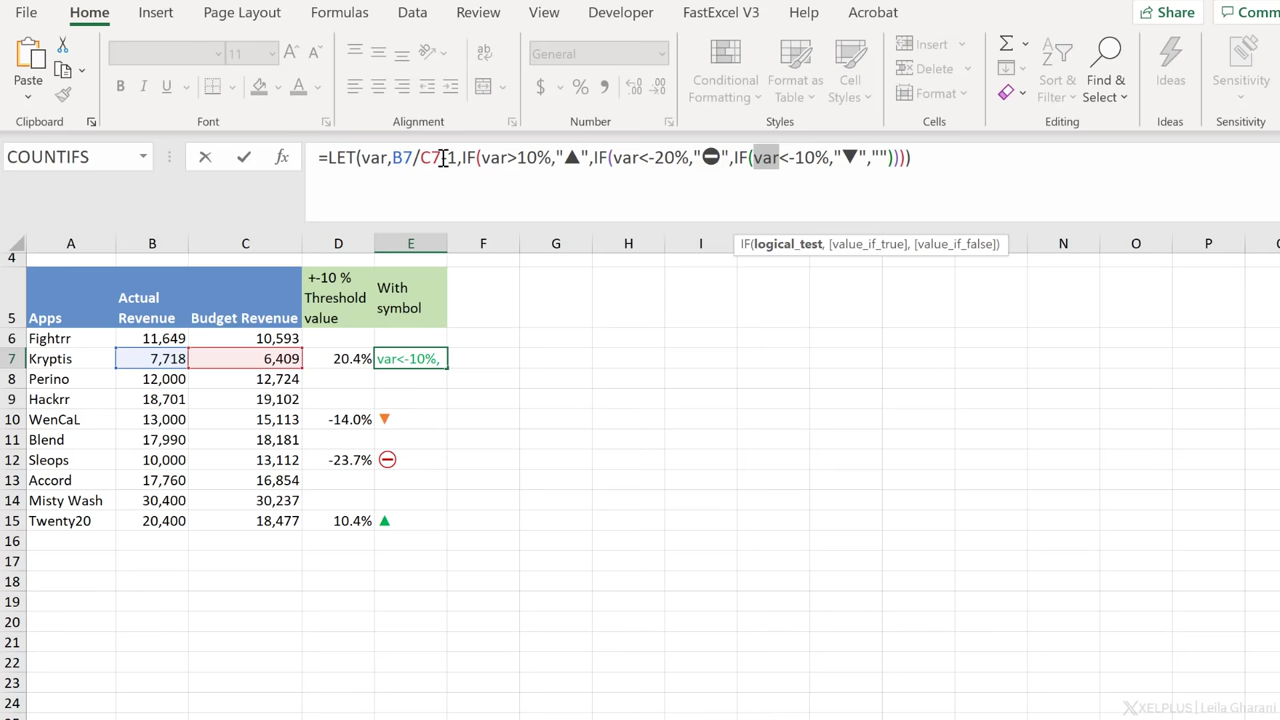 File Home Insert Page Layout Formulas Data Review View Developer FastExcel V3 Help Acrobat Share Comm
11 General Insert
Paste Conditional Formatting Format as Table Cell Styles Delete Sort & Filter Find & Select Ideas Sensitivity
Format
Clipboard Font Alignment Number Styles Cells Editing Ideas Sensitivity
COUNTIFS =LET(var,B7/C7-1,IF(var>10%,"▲",IF(var<-20%,"⛔",IF(var<-10%,"▼",""))))
IF(logical_test, [value_if_true], [value_if_false])
A B C D E F G H I N O P
4
5 Apps Actual Revenue Budget Revenue +-10 % Threshold value With symbol
6 Fightrr 11,649 10,593
7 Kryptis 7,718 6,409 20.4% var<-10%,
8 Perino 12,000 12,724
9 Hackrr 18,701 19,102
10 WenCaL 13,000 15,113 -14.0% ▼
11 Blend 17,990 18,181
12 Sleops 10,000 13,112 -23.7% ⛔
13 Accord 17,760 16,854
14 Misty Wash 30,400 30,237
15 Twenty20 20,400 18,477 10.4% ▲
16
17
18
19
20
21
22
23
24
XELPLUS | Leila Gharani